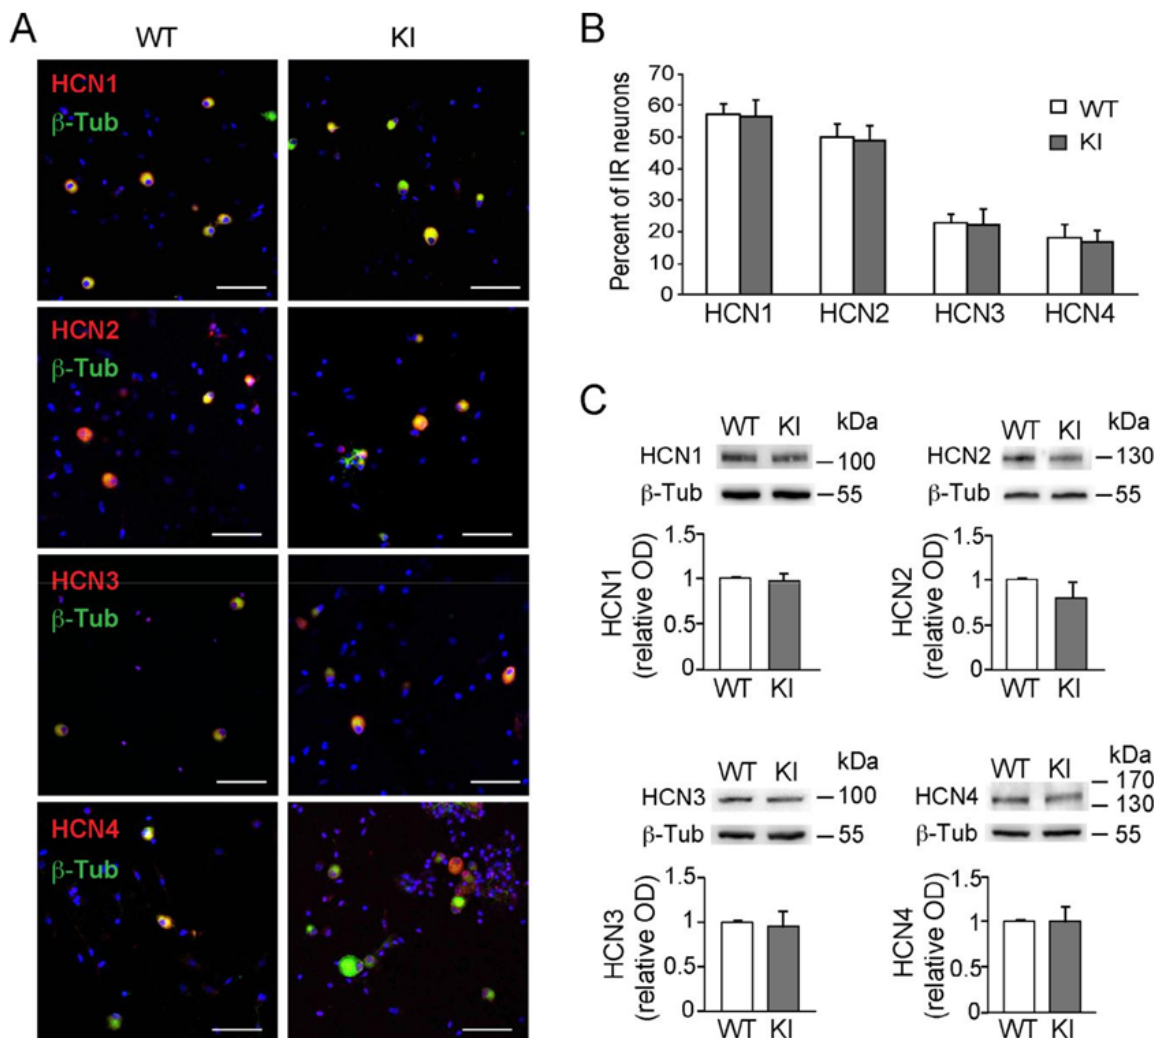 A
WT
KI
HCN1
β-Tub
HCN2
β-Tub
HCN3
β-Tub
HCN4
β-Tub
B
Percent of IR neurons
70
60
50
40
30
20
10
0
WT
KI
HCN1 HCN2 HCN3 HCN4
C
WT KI kDa
HCN1 100
β-Tub 55
HCN1
(relative OD)
1.5
1
0.5
0
WT KI
WT KI kDa
HCN2 130
β-Tub 55
HCN2
(relative OD)
1.5
1
0.5
0
WT KI
WT KI kDa
HCN3 100
β-Tub 55
HCN3
(relative OD)
1.5
1
0.5
0
WT KI
WT KI kDa
170
HCN4 130
β-Tub 55
HCN4
(relative OD)
1.5
1
0.5
0
WT KI